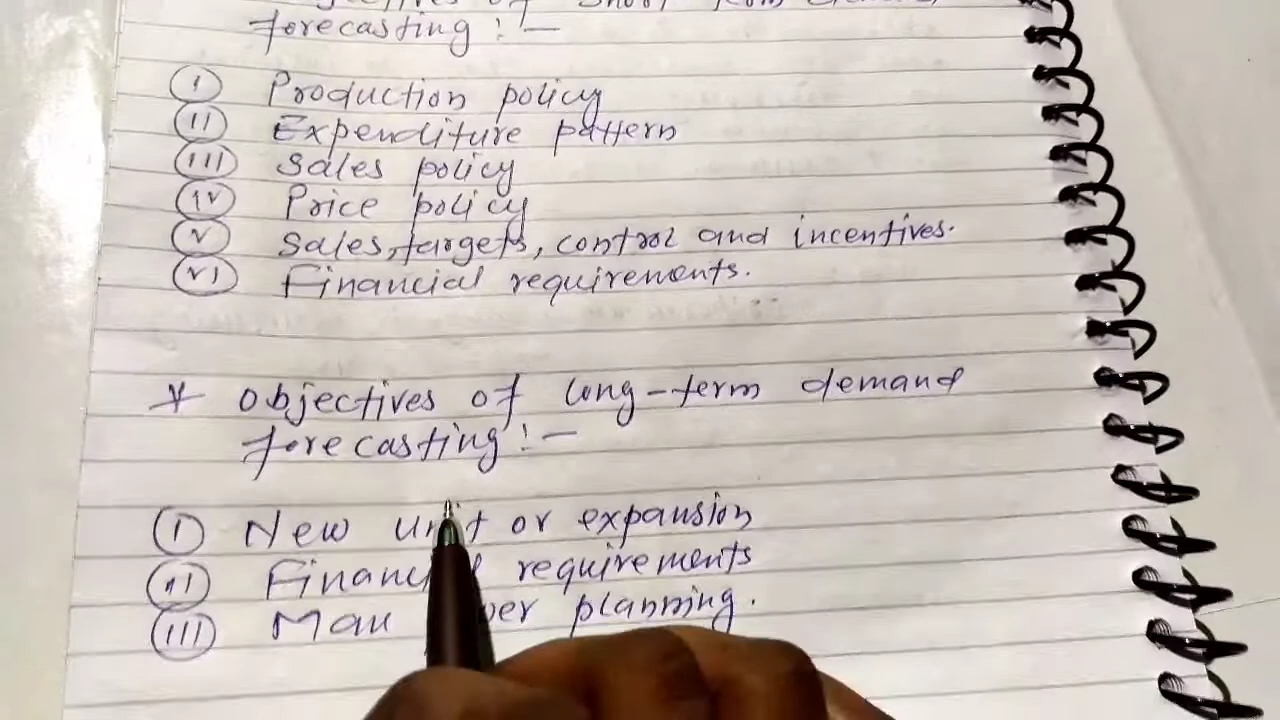 forecasting : —
(I) Production policy
(II) Expenditure pattern
(III) Sales policy
(IV) Price policy
(V) Sales, targets, control and incentives.
(VI) Financial requirements.
* Objectives of long-term demand
forecasting : —
(I) New unit or expansion
(II) requirements
(III) planning.